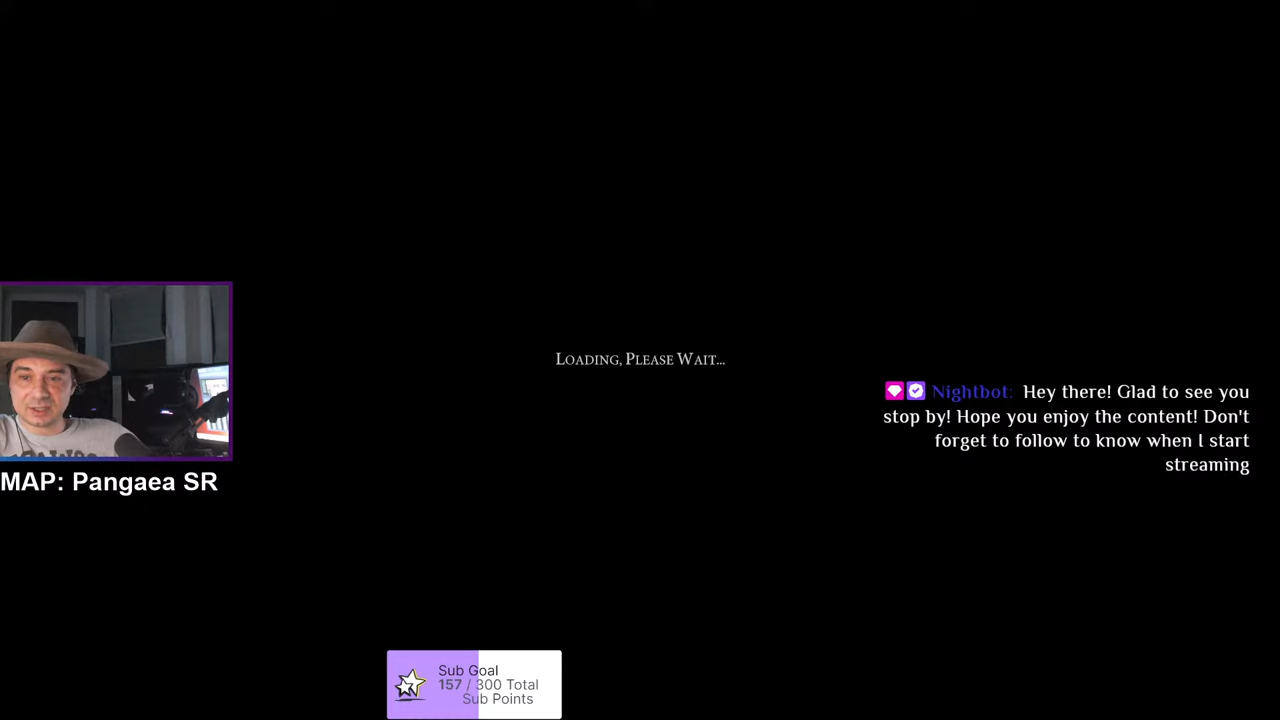 Loading, Please Wait...
Nightbot: Hey there! Glad to see you
stop by! Hope you enjoy the content! Don't
forget to follow to know when I start
streaming
MAP: Pangaea SR
Sub Goal
157 / 300 Total
Sub Points